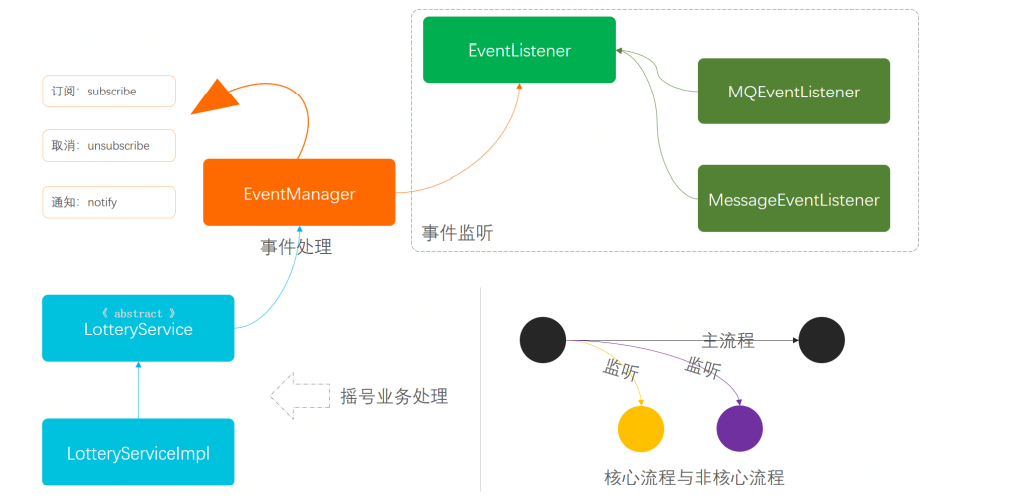 EventListener
MQEventListener
MessageEventListener
事件监听
订阅：subscribe
取消：unsubscribe
通知：notify
EventManager
事件处理
《 abstract 》
LotteryService
LotteryServiceImpl
摇号业务处理
主流程
监听
监听
核心流程与非核心流程